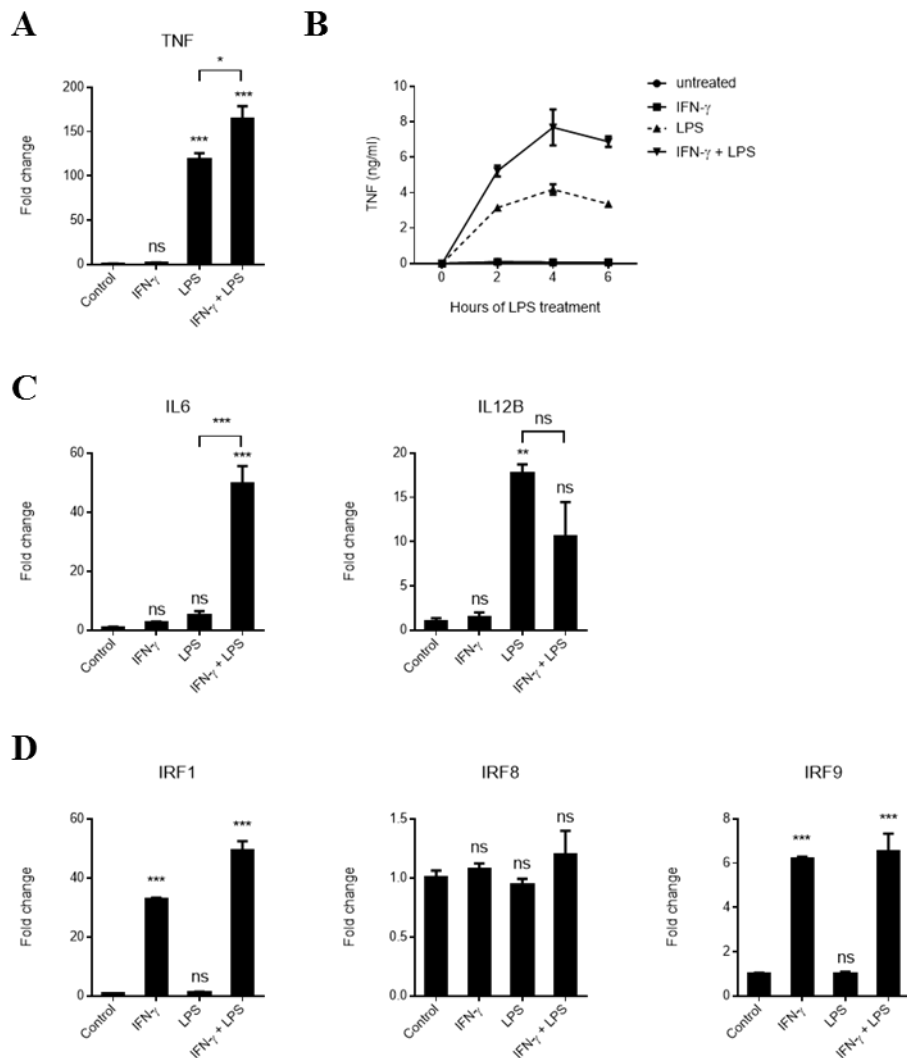 A
TNF
*
***
***
ns
Fold change
200
150
100
50
0
Control
IFN-γ
LPS
IFN-γ + LPS
B
TNF (ng/ml)
10
8
6
4
2
0
0
2
4
6
Hours of LPS treatment
untreated
IFN-γ
LPS
IFN-γ + LPS
C
IL6
***
***
ns
ns
Fold change
60
40
20
0
Control
IFN-γ
LPS
IFN-γ + LPS
IL12B
ns
**
ns
ns
Fold change
20
15
10
5
0
Control
IFN-γ
LPS
IFN-γ + LPS
D
IRF1
***
***
ns
Fold change
60
40
20
0
Control
IFN-γ
LPS
IFN-γ + LPS
IRF8
ns
ns
ns
Fold change
1.5
1.0
0.5
0.0
Control
IFN-γ
LPS
IFN-γ + LPS
IRF9
***
***
ns
Fold change
8
6
4
2
0
Control
IFN-γ
LPS
IFN-γ + LPS